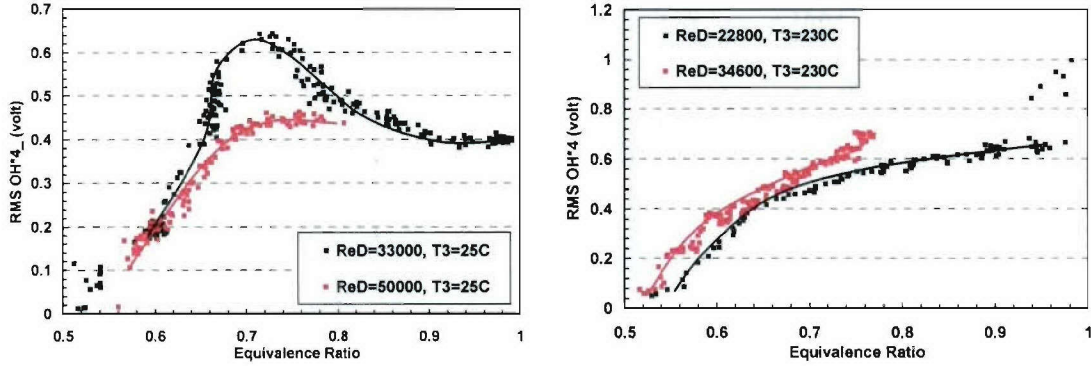 0.7
0.6
0.5
0.4
0.3
0.2
0.1
0
RMS OH*4_ (volt)
ReD=33000, T3=25C
ReD=50000, T3=25C
0.5 0.6 0.7 0.8 0.9 1
Equivalence Ratio
1.2
1
0.8
0.6
0.4
0.2
0
RMS OH*4 (volt)
ReD=22800, T3=230C
ReD=34600, T3=230C
0.5 0.6 0.7 0.8 0.9 1
Equivalence Ratio